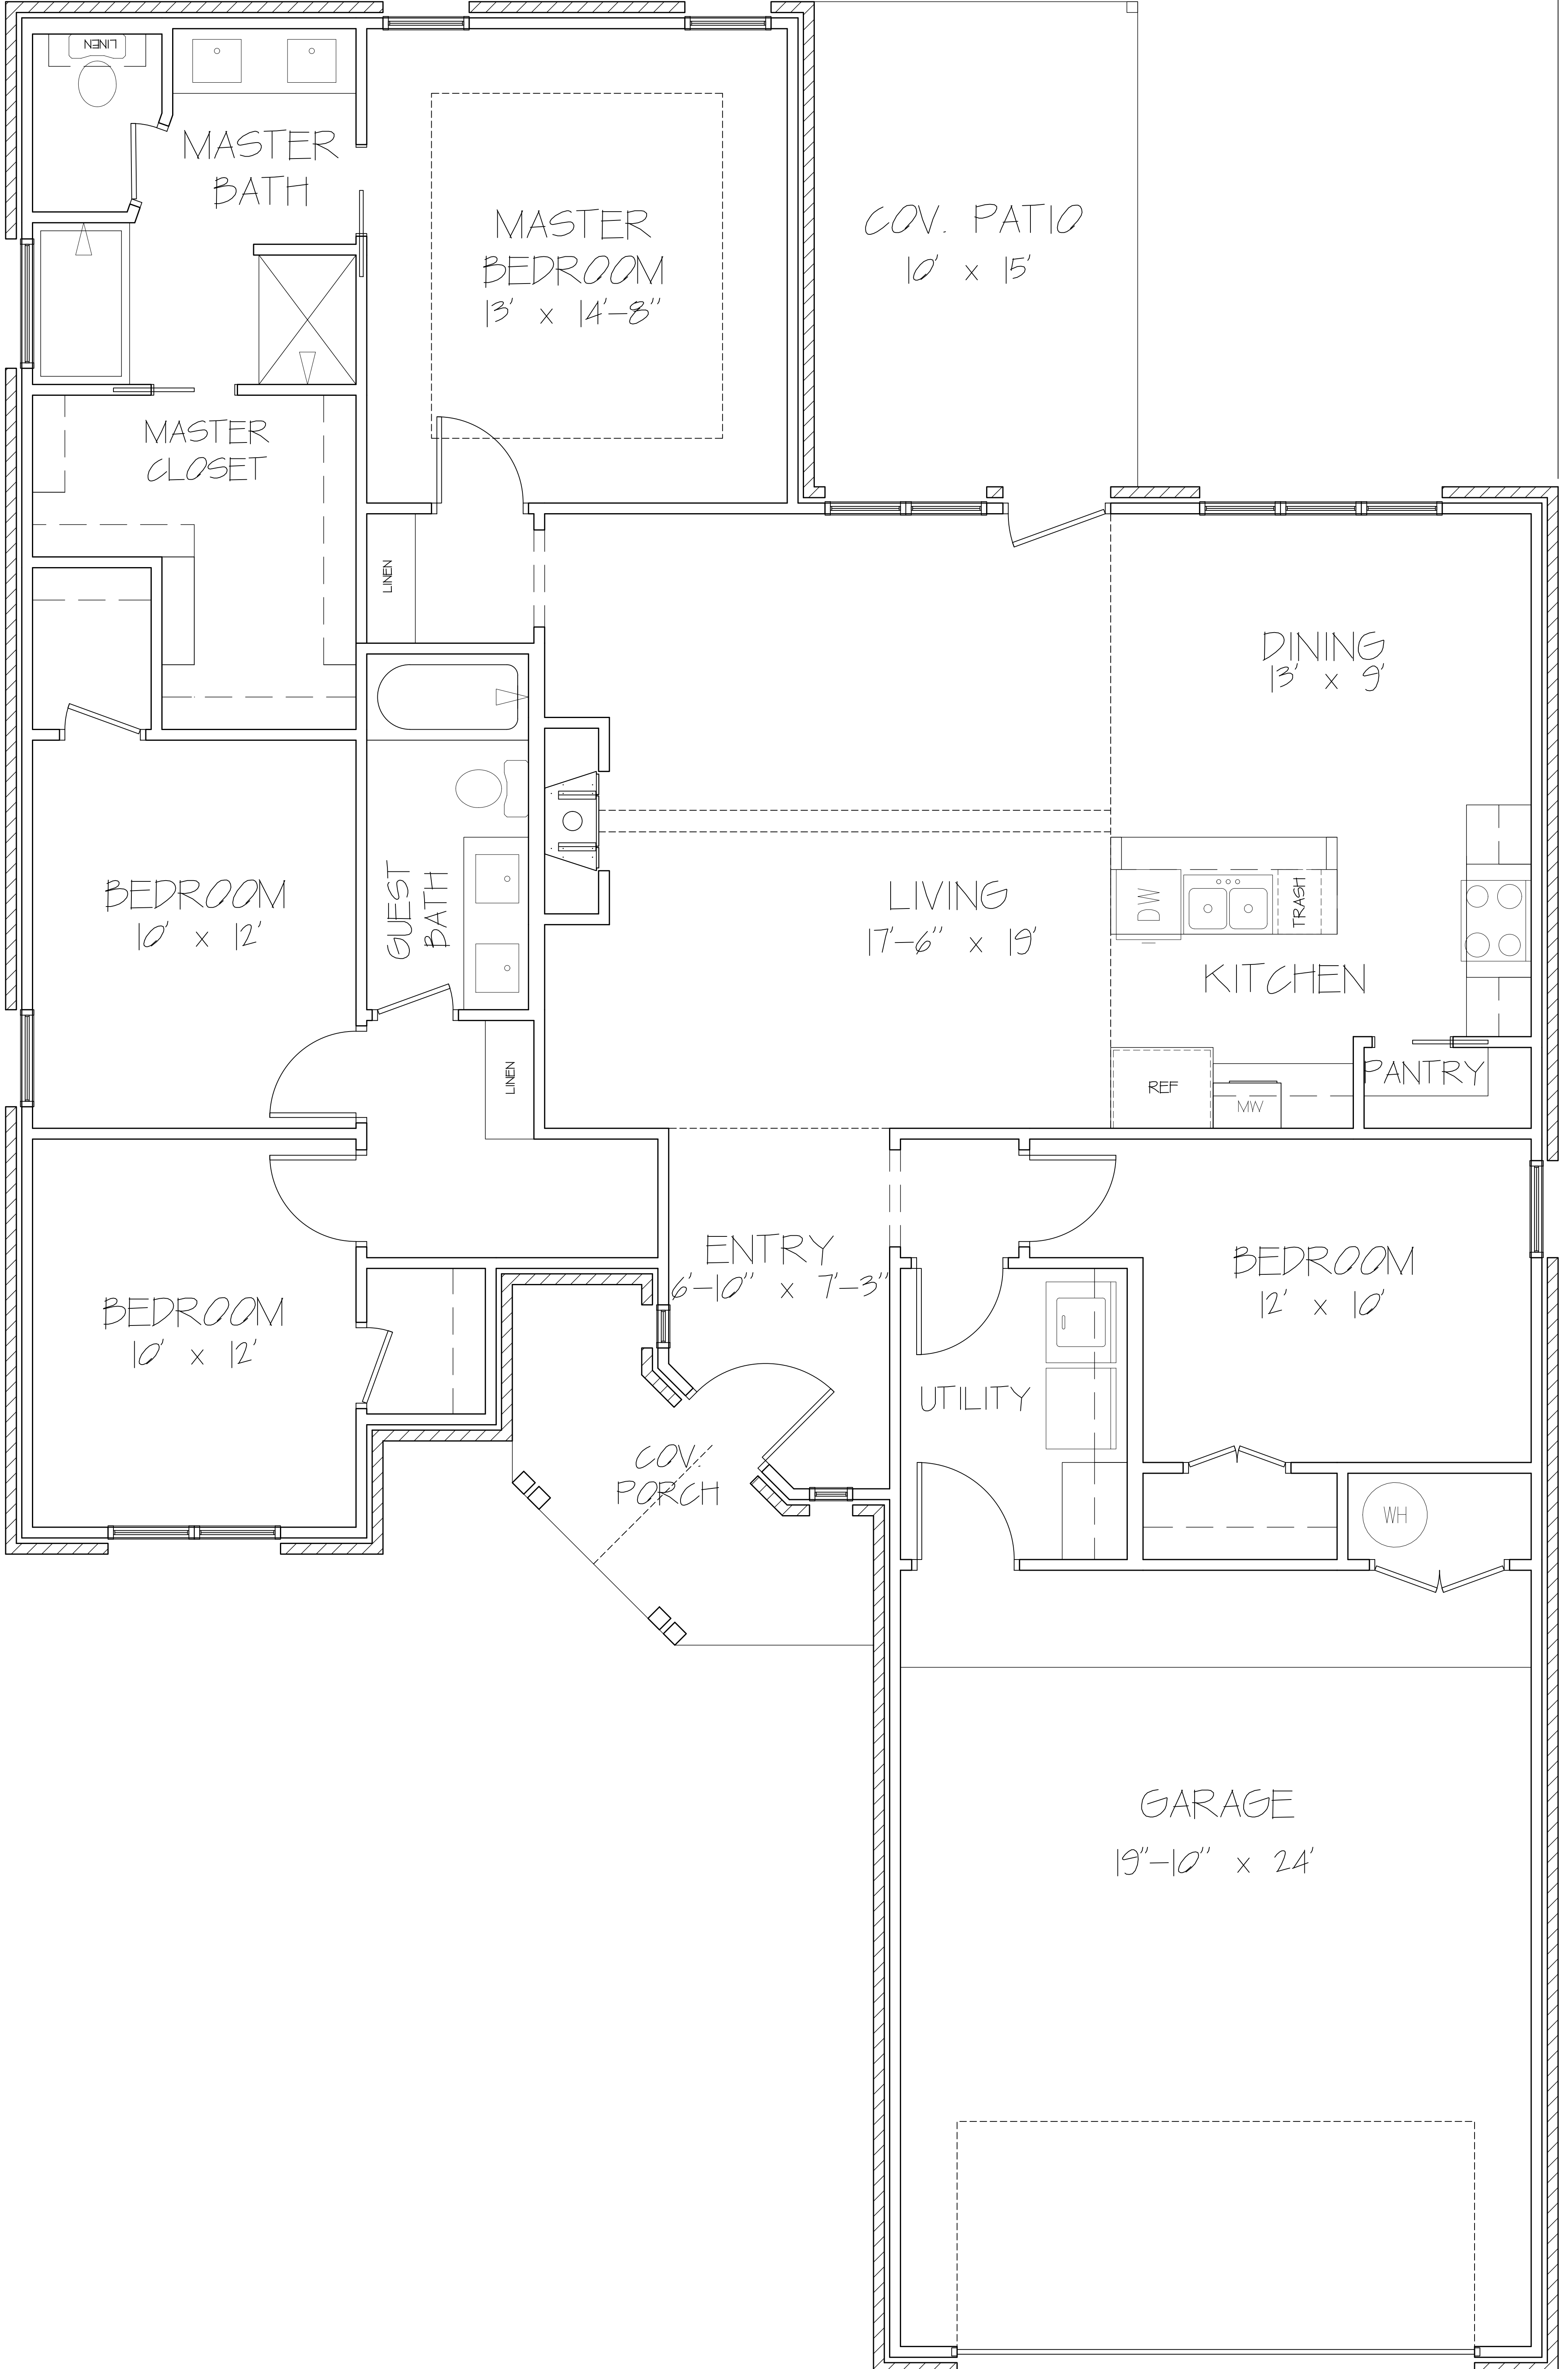 LINEN
MASTER
BATH
MASTER
BEDROOM
13' x 14'-8"
COV. PATIO
10' x 15'
MASTER
CLOSET
LINEN
DINING
13' x 9'
BEDROOM
10' x 12'
GUEST
BATH
LIVING
17'-6" x 19'
DW
TRASH
KITCHEN
LINEN
REF
MW
PANTRY
ENTRY
6'-10" x 7'-3"
BEDROOM
12' x 10'
BEDROOM
10' x 12'
UTILITY
COV.
PORCH
WH
GARAGE
19"-10" x 24'